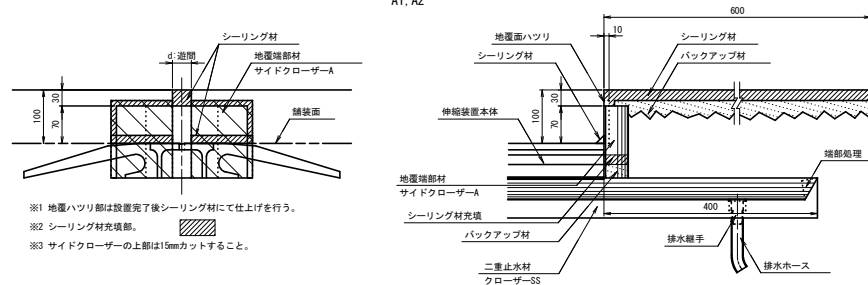 A1, A2
シーリング材
d:遊間
地覆端部材
サイドクローザーA
30
100
70
舗装面
※1 地覆ハツリ部は設置完了後シーリング材にて仕上げを行う。
※2 シーリング材充填部。
※3 サイドクローザーの上部は15mmカットすること。
600
10
地覆面ハツリ
シーリング材
シーリング材
バックアップ材
30
100
70
伸縮装置本体
端部処理
地覆端部材
サイドクローザーA
400
シーリング材充填
バックアップ材
排水継手
二重止水材
クローザーSS
排水ホース